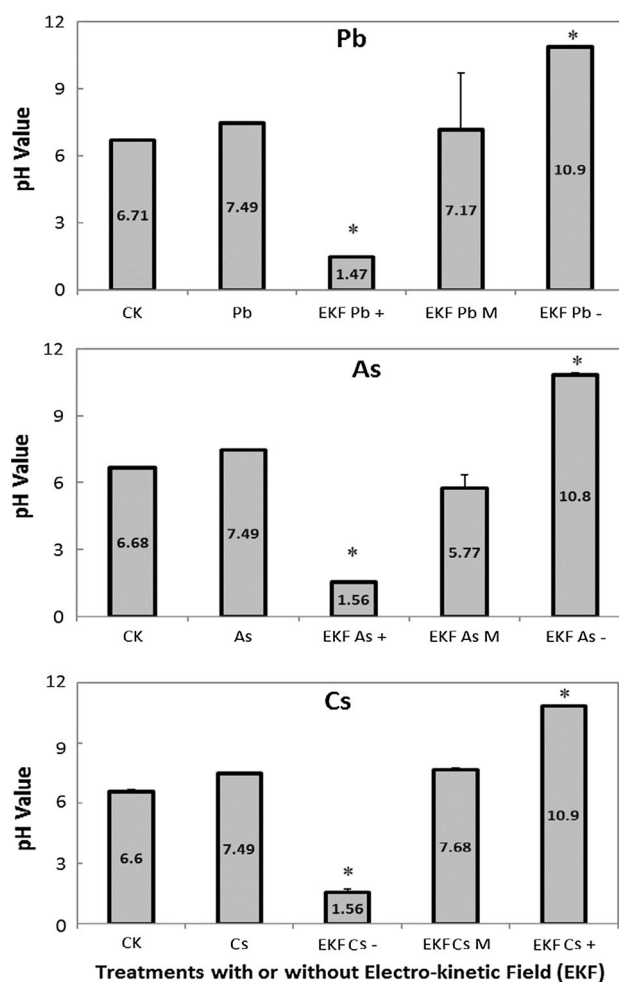 Pb
pH Value
12
9
6
3
0
6.71
7.49
*
1.47
7.17
*
10.9
CK
Pb
EKF Pb +
EKF Pb M
EKF Pb -
As
pH Value
12
9
6
3
0
6.68
7.49
*
1.56
5.77
*
10.8
CK
As
EKF As +
EKF As M
EKF As -
Cs
pH Value
12
9
6
3
0
6.6
7.49
*
1.56
7.68
*
10.9
CK
Cs
EKF Cs -
EKF Cs M
EKF Cs +
Treatments with or without Electro-kinetic Field (EKF)